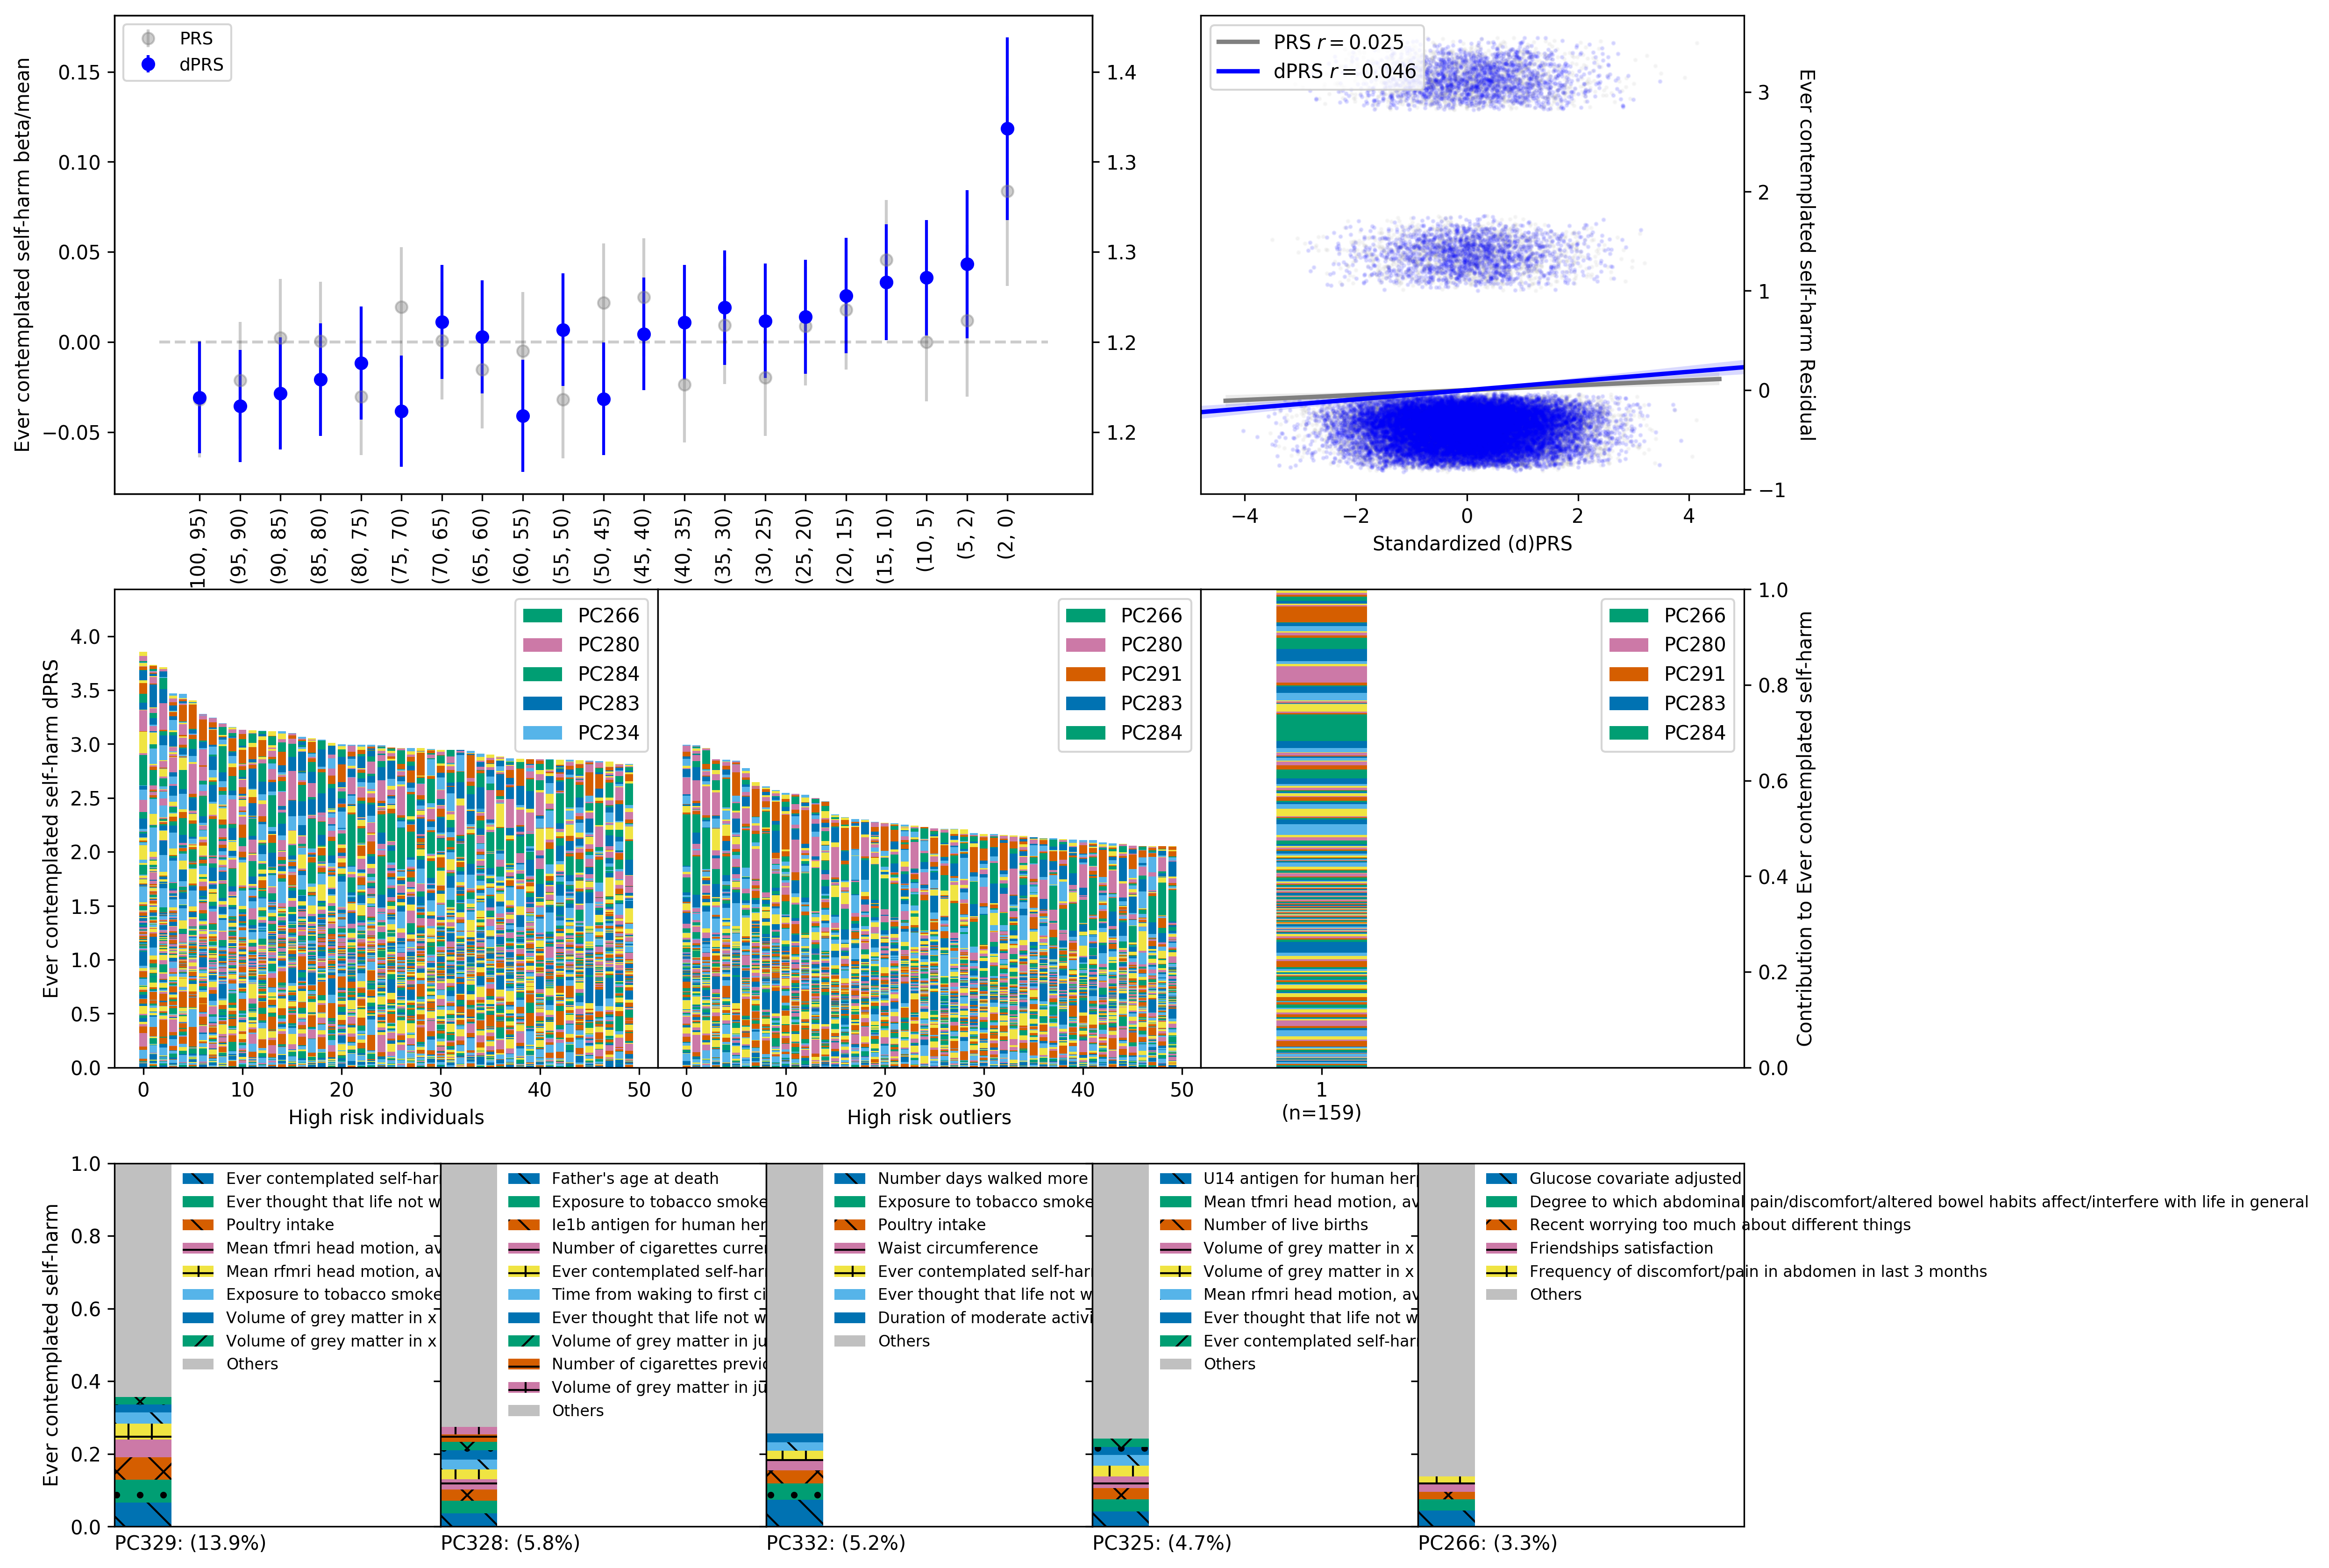 PRS
dPRS
Ever contemplated self-harm beta/mean
0.15
0.10
0.05
0.00
−0.05
1.4
1.3
1.3
1.2
1.2
100, 95)
(95, 90)
(90, 85)
(85, 80)
(80, 75)
(75, 70)
(70, 65)
(65, 60)
(60, 55)
(55, 50)
(50, 45)
(45, 40)
(40, 35)
(35, 30)
(30, 25)
(25, 20)
(20, 15)
(15, 10)
(10, 5)
(5, 2)
(2, 0)
PRS r = 0.025
dPRS r = 0.046
3
2
1
0
−1
Ever contemplated self-harm Residual
−4
−2
0
2
4
Standardized (d)PRS
Ever contemplated self-harm dPRS
4.0
3.5
3.0
2.5
2.0
1.5
1.0
0.5
0.0
PC266
PC280
PC284
PC283
PC234
0
10
20
30
40
50
High risk individuals
PC266
PC280
PC291
PC283
PC284
0
10
20
30
40
50
High risk outliers
PC266
PC280
PC291
PC283
PC284
1
(n=159)
1.0
0.8
0.6
0.4
0.2
0.0
Contribution to Ever contemplated self-harm
Ever contemplated self-harm
1.0
0.8
0.6
0.4
0.2
0.0
Ever contemplated self-har
Ever thought that life not w
Poultry intake
Mean tfmri head motion, av
Mean rfmri head motion, av
Exposure to tobacco smoke
Volume of grey matter in x
Volume of grey matter in x
Others
PC329: (13.9%)
Father's age at death
Exposure to tobacco smoke
Ie1b antigen for human her
Number of cigarettes currer
Ever contemplated self-harr
Time from waking to first ci
Ever thought that life not w
Volume of grey matter in ju
Number of cigarettes previo
Volume of grey matter in ju
Others
PC328: (5.8%)
Number days walked more
Exposure to tobacco smoke
Poultry intake
Waist circumference
Ever contemplated self-har
Ever thought that life not w
Duration of moderate activi
Others
PC332: (5.2%)
U14 antigen for human her
Mean tfmri head motion, av
Number of live births
Volume of grey matter in x
Volume of grey matter in x
Mean rfmri head motion, av
Ever thought that life not w
Ever contemplated self-harr
Others
PC325: (4.7%)
Glucose covariate adjusted
Degree to which abdominal pain/discomfort/altered bowel habits affect/interfere with life in general
Recent worrying too much about different things
Friendships satisfaction
Frequency of discomfort/pain in abdomen in last 3 months
Others
PC266: (3.3%)